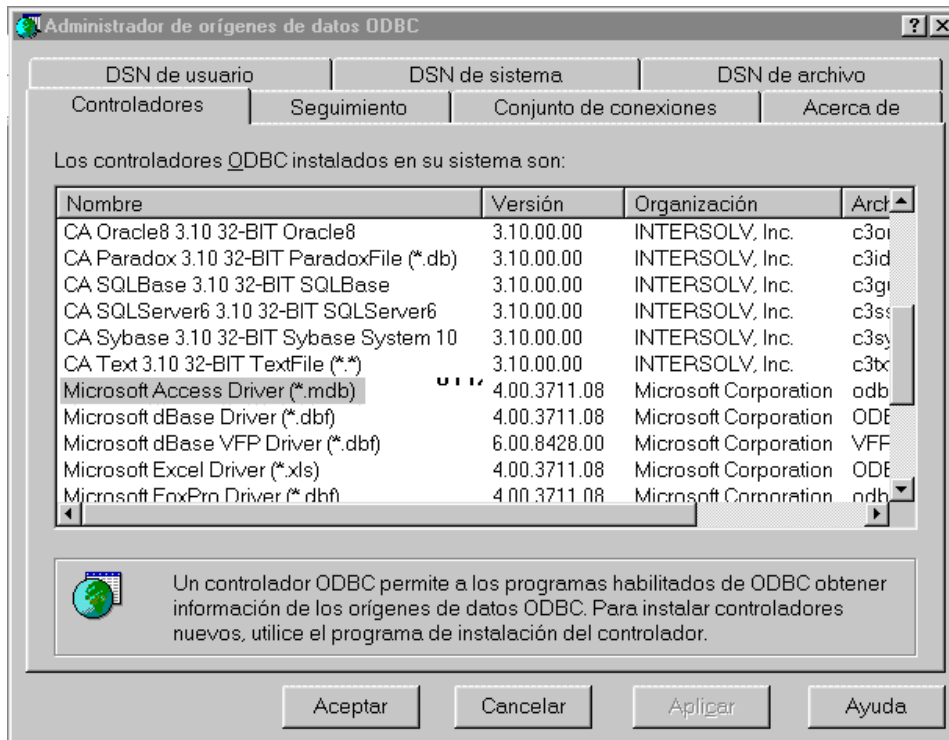 Administrador de orígenes de datos ODBC
DSN de usuario DSN de sistema DSN de archivo
Controladores Seguimiento Conjunto de conexiones Acerca de
Los controladores ODBC instalados en su sistema son:
Nombre Versión Organización
CA Oracle8 3.10 32-BIT Oracle8 3.10.00.00 INTERSOLV, Inc.
CA Paradox 3.10 32-BIT ParadoxFile (*.db) 3.10.00.00 INTERSOLV, Inc. c3id
CA SQLBase 3.10 32-BIT SQLBase 3.10.00.00 INTERSOLV, Inc.
CA SQLServer6 3.10 32-BIT SQLServer6 3.10.00.00 INTERSOLV, Inc.
CA Sybase 3.10 32-BIT Sybase System 10 3.10.00.00 INTERSOLV, Inc.
CA Text 3.10 32-BIT TextFile (*.*) 3.10.00.00 INTERSOLV, Inc.
Microsoft Access Driver (*.mdb) 4.00.3711.08 Microsoft Corporation odb
Microsoft dBase Driver (*.dbf) 4.00.3711.08 Microsoft Corporation
Microsoft dBase VFP Driver (*.dbf) 6.00.8428.00 Microsoft Corporation VFP
Microsoft Excel Driver (*.xls) 4.00.3711.08 Microsoft Corporation
Microsoft FoxPro Driver (*.dbf) 4.00.3711.08 Microsoft Corporation odb
Un controlador ODBC permite a los programas habilitados de ODBC obtener
información de los orígenes de datos ODBC. Para instalar controladores
nuevos, utilice el programa de instalación del controlador.
Aceptar Cancelar Aplicar Ayuda